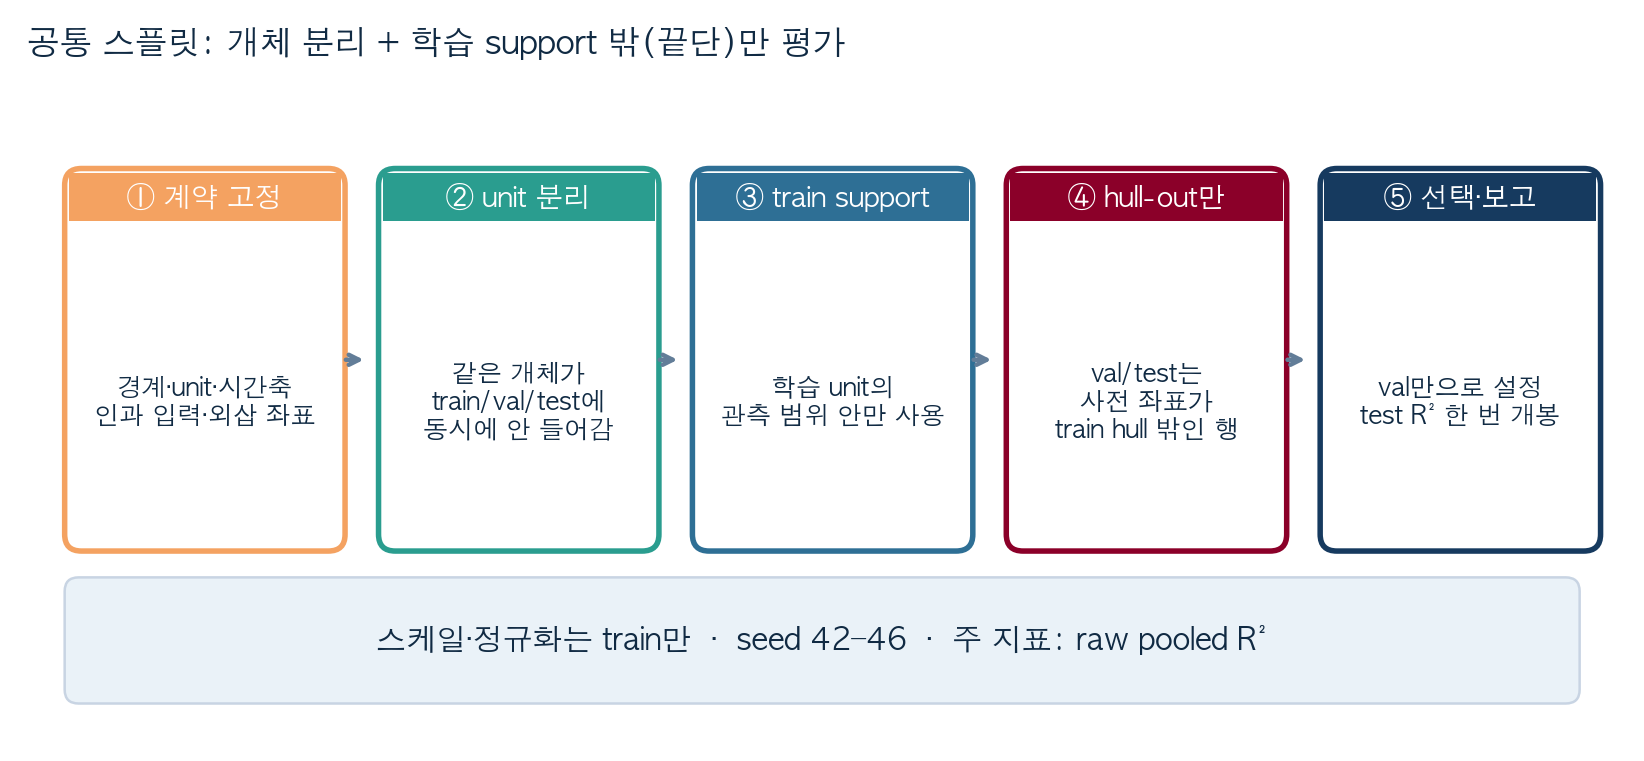 공통 스플릿: 개체 분리 + 학습 support 밖(끝단)만 평가
① 계약 고정
경계·unit·시간축
인과 입력·외삽 좌표
② unit 분리
같은 개체가
train/val/test에
동시에 안 들어감
③ train support
학습 unit의
관측 범위 안만 사용
④ hull-out만
val/test는
사전 좌표가
train hull 밖인 행
⑤ 선택·보고
val만으로 설정
test R² 한 번 개봉
스케일·정규화는 train만 · seed 42–46 · 주 지표: raw pooled R²